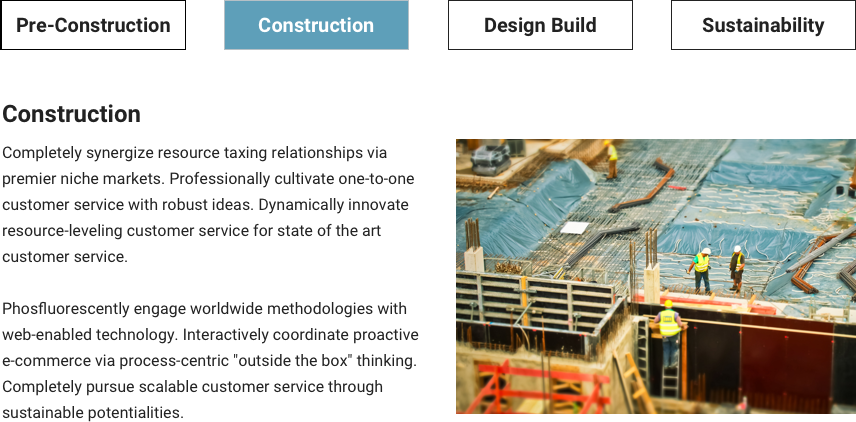 Pre-Construction
Construction
Design Build
Sustainability
Construction
Completely synergize resource taxing relationships via
premier niche markets. Professionally cultivate one-to-one
customer service with robust ideas. Dynamically innovate
resource-leveling customer service for state of the art
customer service.
Phosfluorescently engage worldwide methodologies with
web-enabled technology. Interactively coordinate proactive
e-commerce via process-centric "outside the box" thinking.
Completely pursue scalable customer service through
sustainable potentialities.